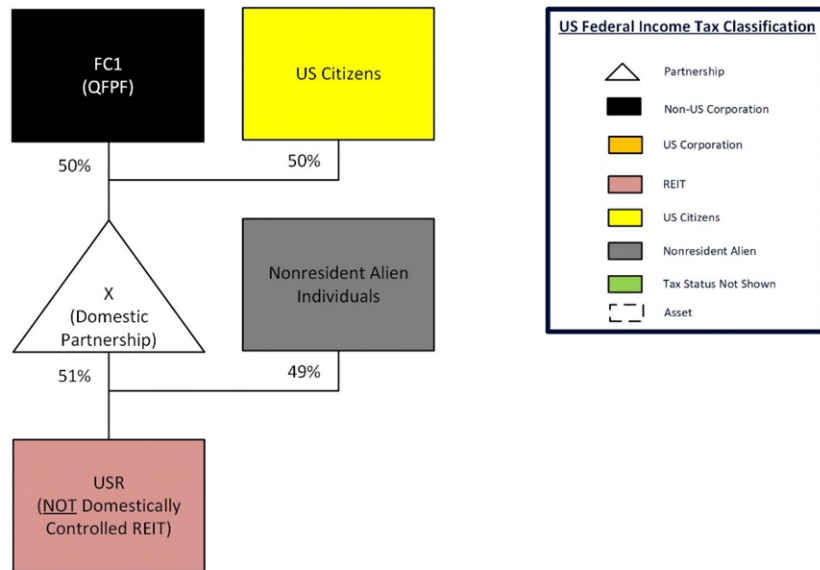 FC1
(QFPF)
US Citizens
50%
50%
X
(Domestic
Partnership)
Nonresident Alien
Individuals
51%
49%
USR
(NOT Domestically
Controlled REIT)
US Federal Income Tax Classification
Partnership
Non-US Corporation
US Corporation
REIT
US Citizens
Nonresident Alien
Tax Status Not Shown
Asset